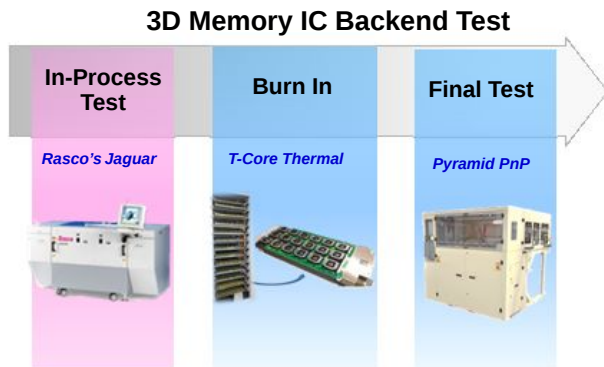 3D Memory IC Backend Test
In-Process
Test
Burn In
Final Test
Rasco's Jaguar
T-Core Thermal
Pyramid PnP